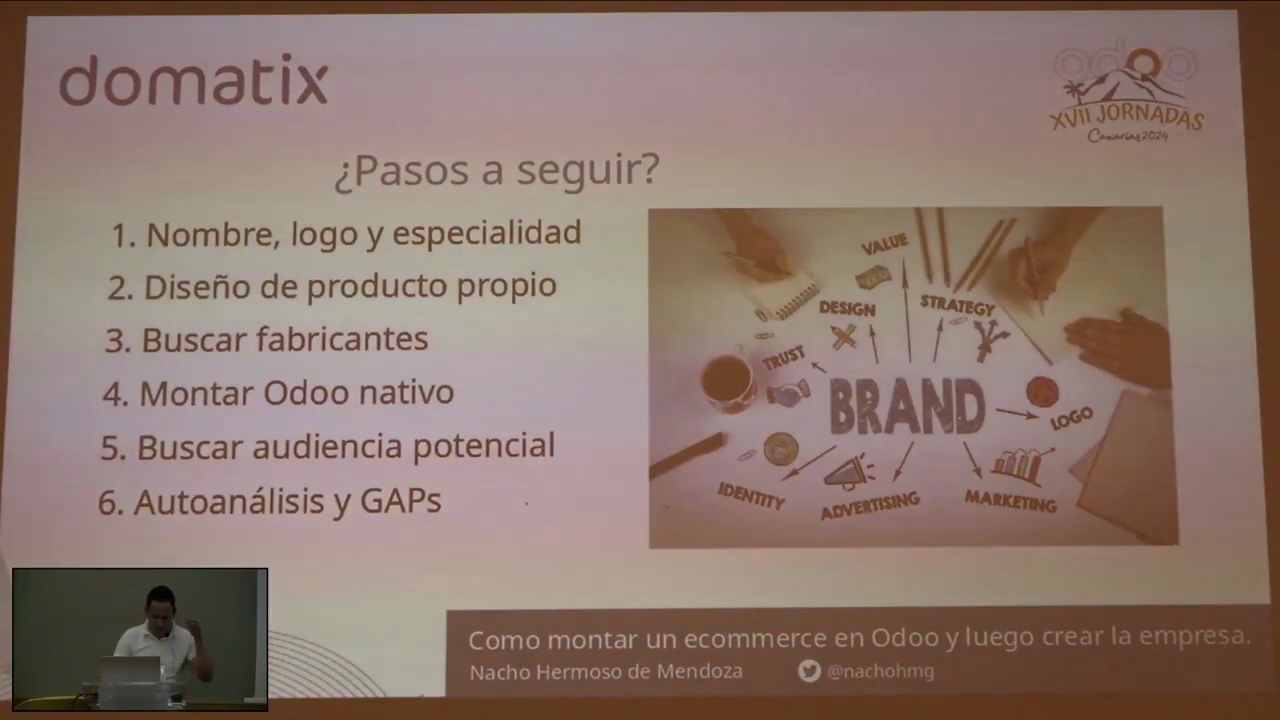 domatix
odoo
XVII JORNADAS
Canarias 2024
¿Pasos a seguir?
1. Nombre, logo y especialidad
2. Diseño de producto propio
3. Buscar fabricantes
4. Montar Odoo nativo
5. Buscar audiencia potencial
6. Autoanálisis y GAPs
VALUE
DESIGN
STRATEGY
TRUST
BRAND
LOGO
IDENTITY
ADVERTISING
MARKETING
Como montar un ecommerce en Odoo y luego crear la empresa.
Nacho Hermoso de Mendoza
@nachohmg